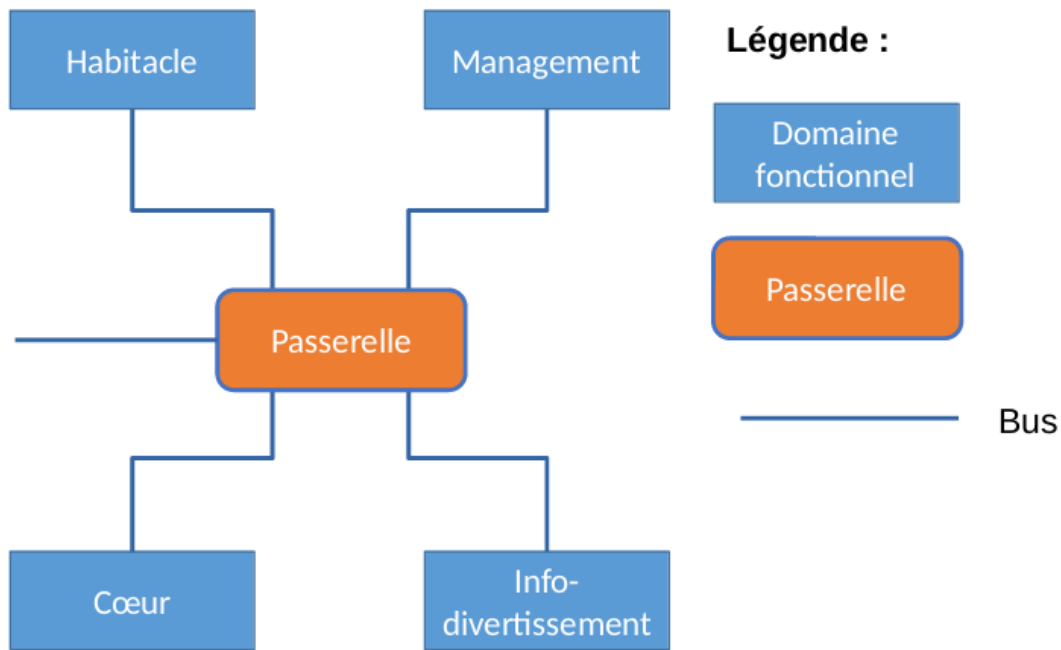 Habitacle
Management
Légende :
Domaine
fonctionnel
Passerelle
Passerelle
Bus
Cœur
Info-
divertissement